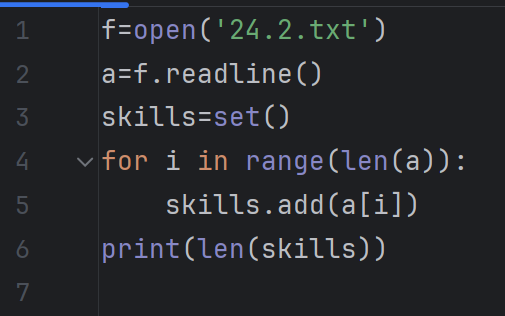 1 f=open('24.2.txt')
2 a=f.readline()
3 skills=set()
4 for i in range(len(a)):
5     skills.add(a[i])
6 print(len(skills))
7